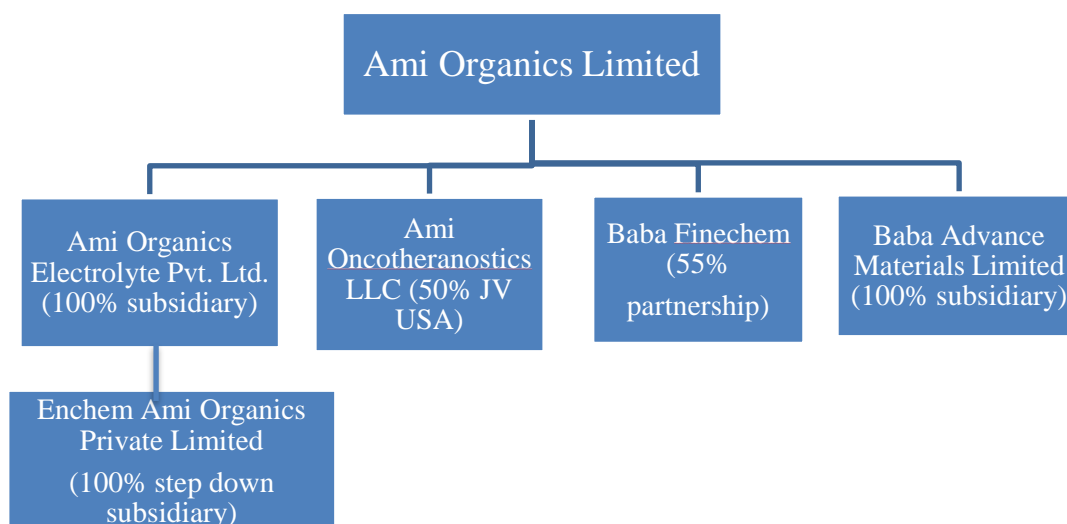 Ami Organics Limited
Ami Organics
Electrolyte Pvt. Ltd.
(100% subsidiary)
Ami
Oncotheranostics
LLC (50% JV
USA)
Baba Finechem
(55%
partnership)
Baba Advance
Materials Limited
(100% subsidiary)
Enchem Ami Organics
Private Limited
(100% step down
subsidiary)